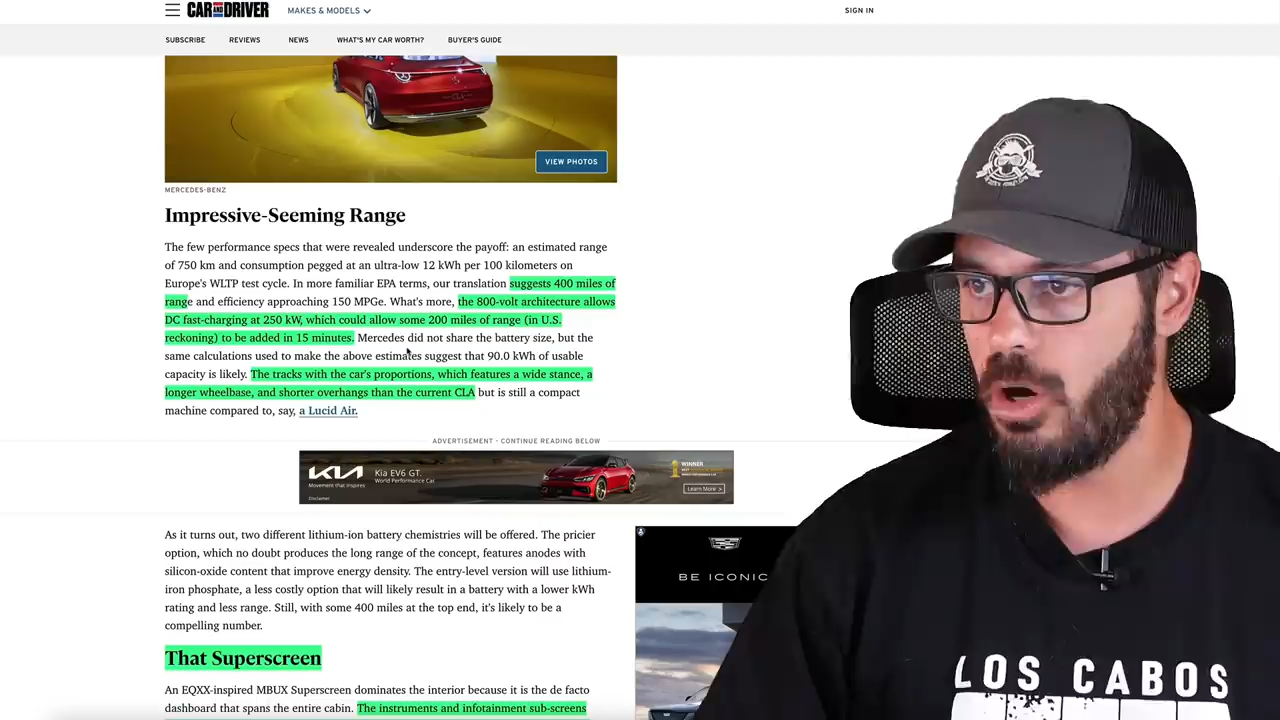 CAR AND DRIVER
MAKES & MODELS
SIGN IN
SUBSCRIBE
REVIEWS
NEWS
WHAT'S MY CAR WORTH?
BUYER'S GUIDE
VIEW PHOTOS
MERCEDES-BENZ
Impressive-Seeming Range
The few performance specs that were revealed underscore the payoff: an estimated range
of 750 km and consumption pegged at an ultra-low 12 kWh per 100 kilometers on
Europe's WLTP test cycle. In more familiar EPA terms, our translation suggests 400 miles of
range and efficiency approaching 150 MPGe. What's more, the 800-volt architecture allows
DC fast-charging at 250 kW, which could allow some 200 miles of range (in U.S.
reckoning) to be added in 15 minutes. Mercedes did not share the battery size, but the
same calculations used to make the above estimates suggest that 90.0 kWh of usable
capacity is likely. The tracks with the car's proportions, which features a wide stance, a
longer wheelbase, and shorter overhangs than the current CLA but is still a compact
machine compared to, say, a Lucid Air.
ADVERTISEMENT - CONTINUE READING BELOW
KIA
Movement that inspires
Disclaimer
Kia EV6 GT.
World Performance Car.
WINNER
Learn More >
As it turns out, two different lithium-ion battery chemistries will be offered. The pricier
option, which no doubt produces the long range of the concept, features anodes with
silicon-oxide content that improve energy density. The entry-level version will use lithium-
iron phosphate, a less costly option that will likely result in a battery with a lower kWh
rating and less range. Still, with some 400 miles at the top end, it's likely to be a
compelling number.
BE ICONIC
That Superscreen
An EQXX-inspired MBUX Superscreen dominates the interior because it is the de facto
dashboard that spans the entire cabin. The instruments and infotainment sub-screens
LOS CABOS